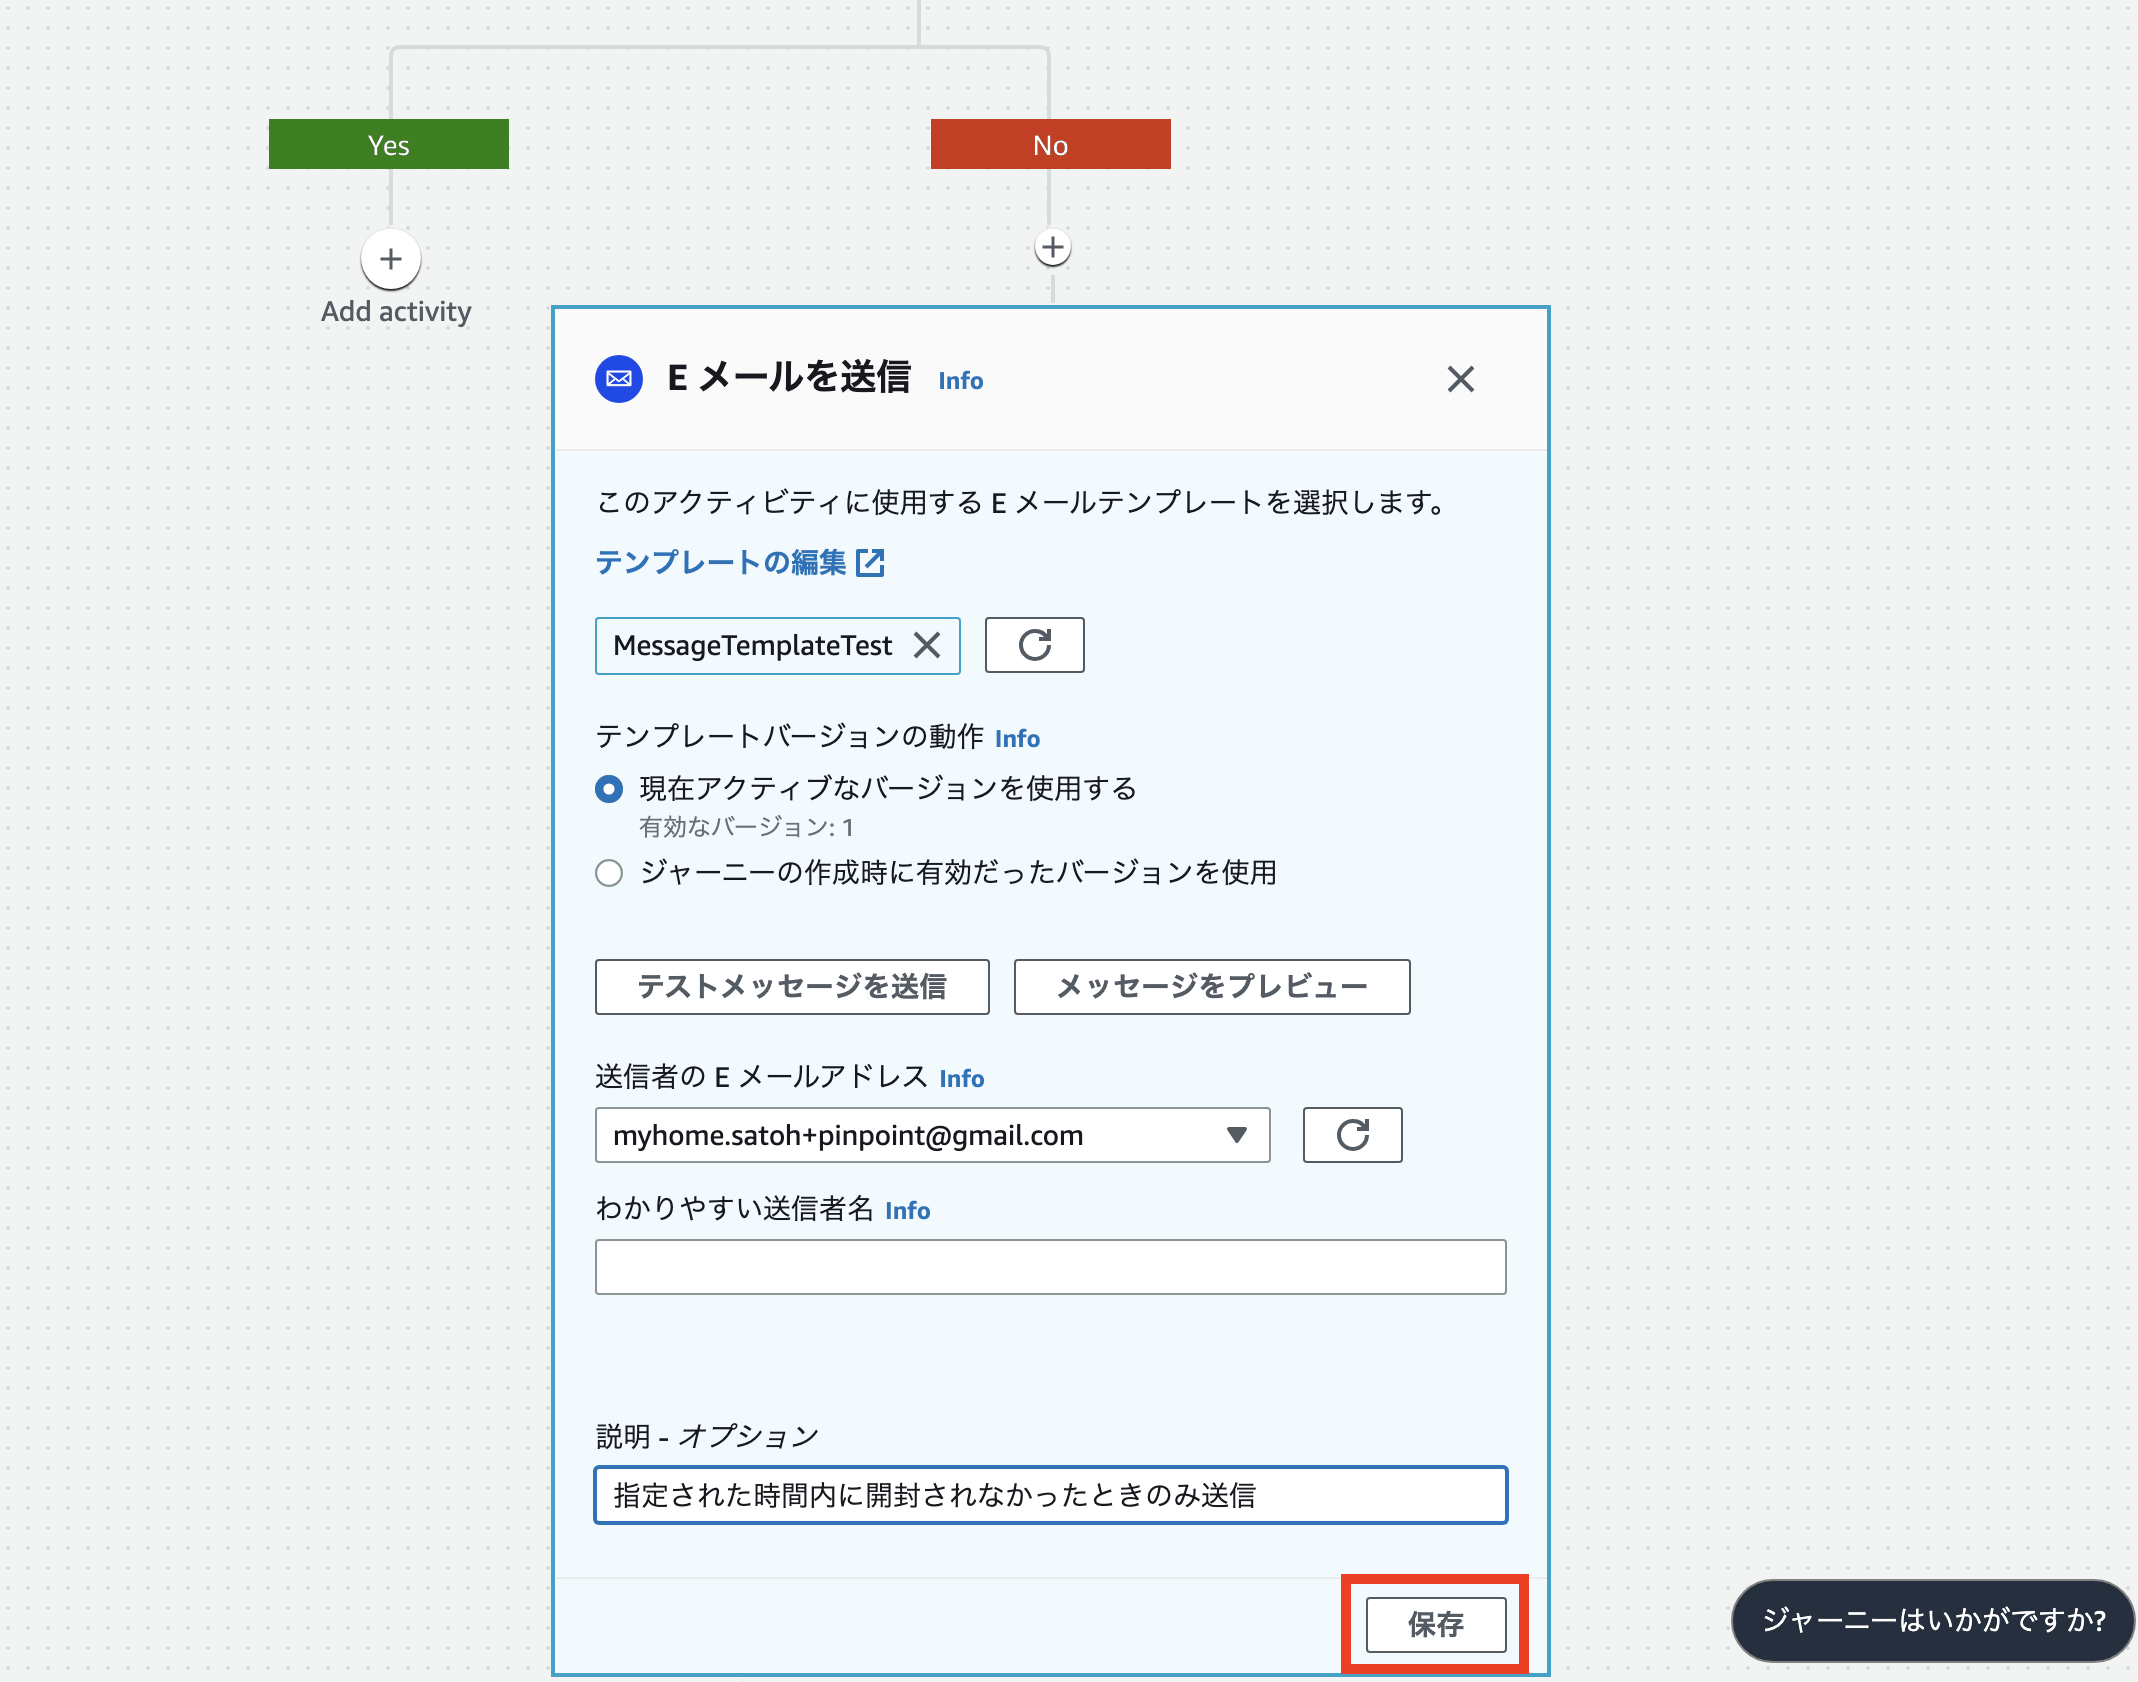 Yes
No
Add activity
E メールを送信 Info
このアクティビティに使用する E メールテンプレートを選択します。
テンプレートの編集
MessageTemplateTest
テンプレートバージョンの動作 Info
現在アクティブなバージョンを使用する
有効なバージョン: 1
ジャーニーの作成時に有効だったバージョンを使用
テストメッセージを送信
メッセージをプレビュー
送信者の E メールアドレス Info
myhome.satoh+pinpoint@gmail.com
わかりやすい送信者名 Info
説明 - オプション
指定された時間内に開封されなかったときのみ送信
保存
ジャーニーはいかがですか?